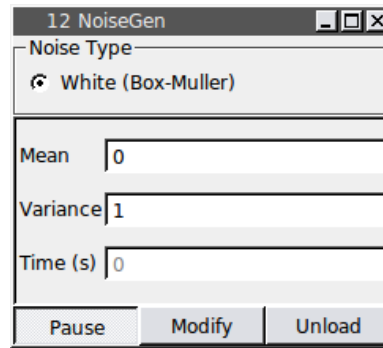 12 NoiseGen
Noise Type
White (Box-Muller)
Mean 0
Variance 1
Time (s) 0
Pause Modify Unload